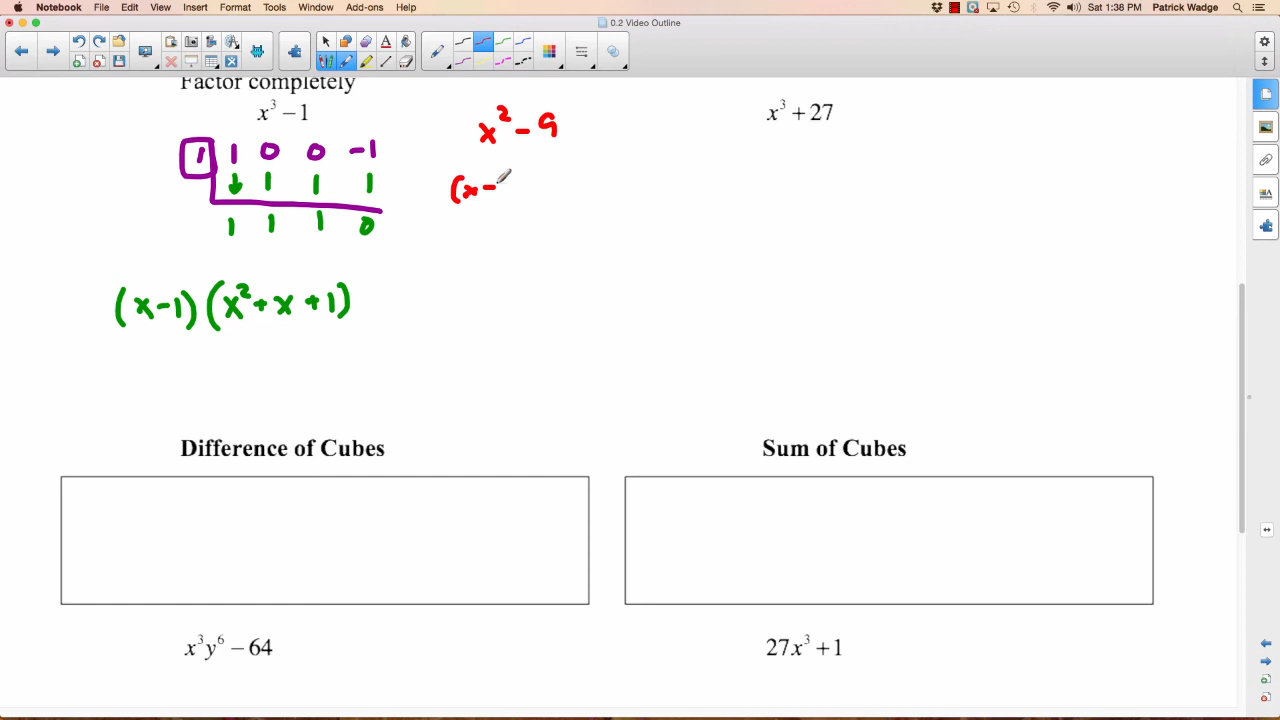 Notebook File Edit View Insert Format Tools Window Add-ons Help Sat 1:38 PM Patrick Wadge
0.2 Video Outline
Factor completely
x³ − 1
x² − 9
x³ + 27
1 1 0 0 −1
1 1 1
(x −
1 1 1 0
(x − 1)(x² + x + 1)
Difference of Cubes
Sum of Cubes
x³y⁶ − 64
27x³ + 1